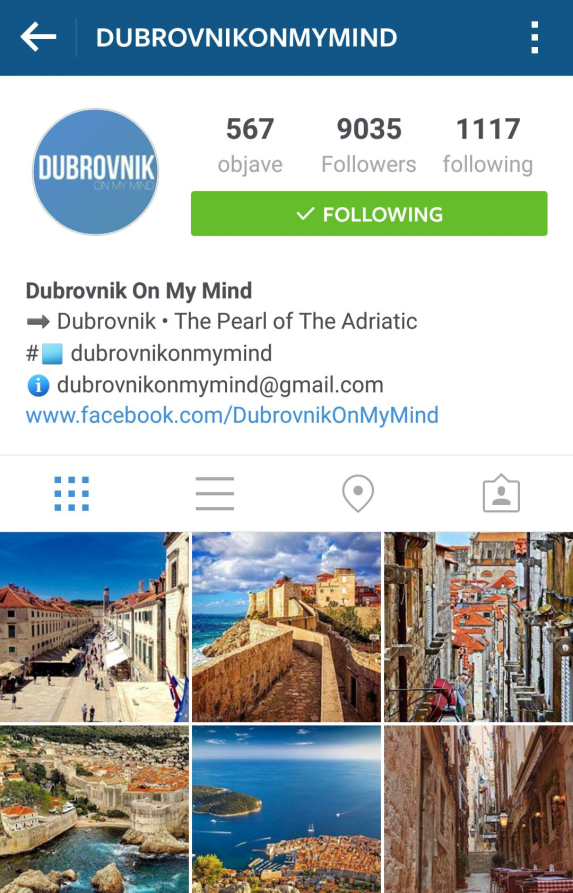 DUBROVNIKONMYMIND
DUBROVNIK
ON MY MIND
567 9035 1117
objave Followers following
FOLLOWING
Dubrovnik On My Mind
➡ Dubrovnik • The Pearl of The Adriatic
# dubrovnikonmymind
ℹ dubrovnikonmymind@gmail.com
www.facebook.com/DubrovnikOnMyMind